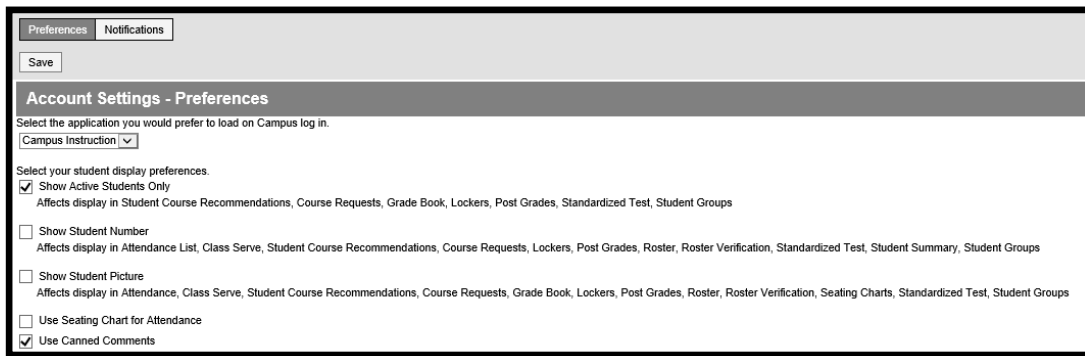 Preferences Notifications
Save
Account Settings - Preferences
Select the application you would prefer to load on Campus log in.
Campus Instruction
Select your student display preferences.
Show Active Students Only
Affects display in Student Course Recommendations, Course Requests, Grade Book, Lockers, Post Grades, Standardized Test, Student Groups
Show Student Number
Affects display in Attendance List, Class Serve, Student Course Recommendations, Course Requests, Lockers, Post Grades, Roster, Roster Verification, Standardized Test, Student Summary, Student Groups
Show Student Picture
Affects display in Attendance, Class Serve, Student Course Recommendations, Course Requests, Grade Book, Lockers, Post Grades, Roster, Roster Verification, Seating Charts, Standardized Test, Student Groups
Use Seating Chart for Attendance
Use Canned Comments